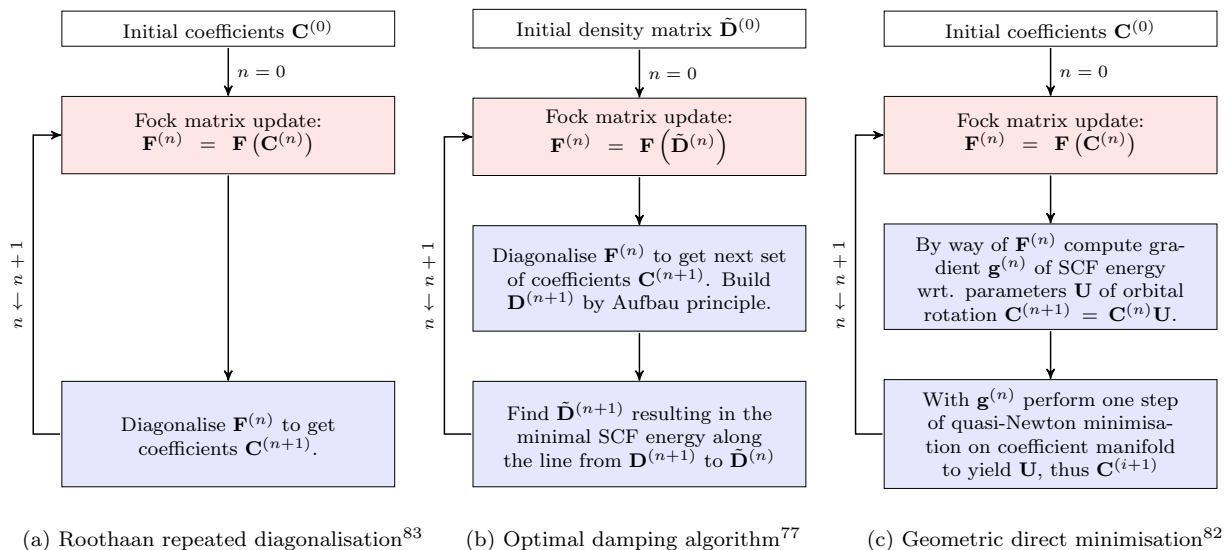 Initial coefficients C^(0)
n = 0
Fock matrix update:
F^(n) = F (C^(n))
n ← n + 1
Diagonalise F^(n) to get
coefficients C^(n+1).
(a) Roothaan repeated diagonalisation^83
Initial density matrix D̃^(0)
n = 0
Fock matrix update:
F^(n) = F (D̃^(n))
n ← n + 1
Diagonalise F^(n) to get next set
of coefficients C^(n+1). Build
D^(n+1) by Aufbau principle.
Find D̃^(n+1) resulting in the
minimal SCF energy along
the line from D^(n+1) to D̃^(n)
(b) Optimal damping algorithm^77
Initial coefficients C^(0)
n = 0
Fock matrix update:
F^(n) = F (C^(n))
n ← n + 1
By way of F^(n) compute gra-
dient g^(n) of SCF energy
wrt. parameters U of orbital
rotation C^(n+1) = C^(n)U.
With g^(n) perform one step
of quasi-Newton minimisa-
tion on coefficient manifold
to yield U, thus C^(i+1)
(c) Geometric direct minimisation^82